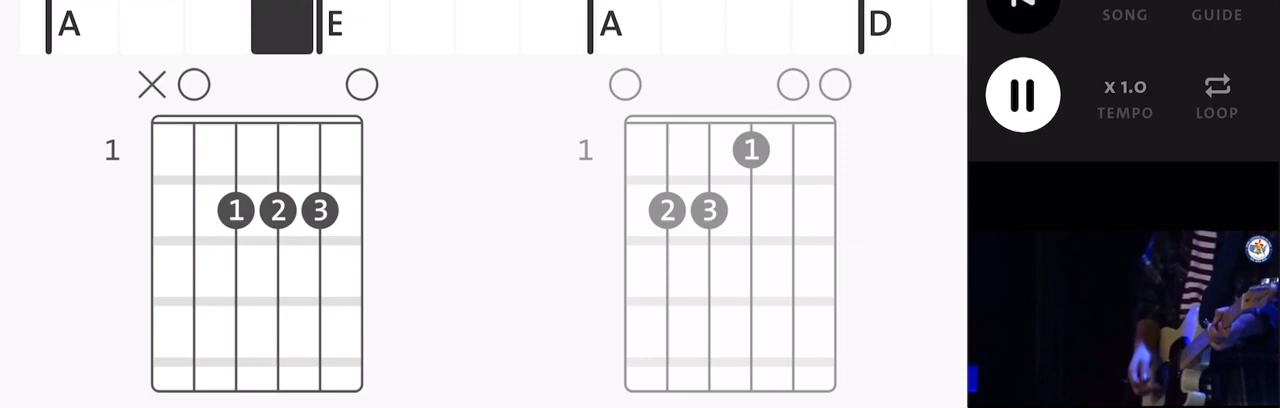 A E A D
SONG GUIDE
X 1.0
TEMPO LOOP
1 1
1
1 2 3 2 3